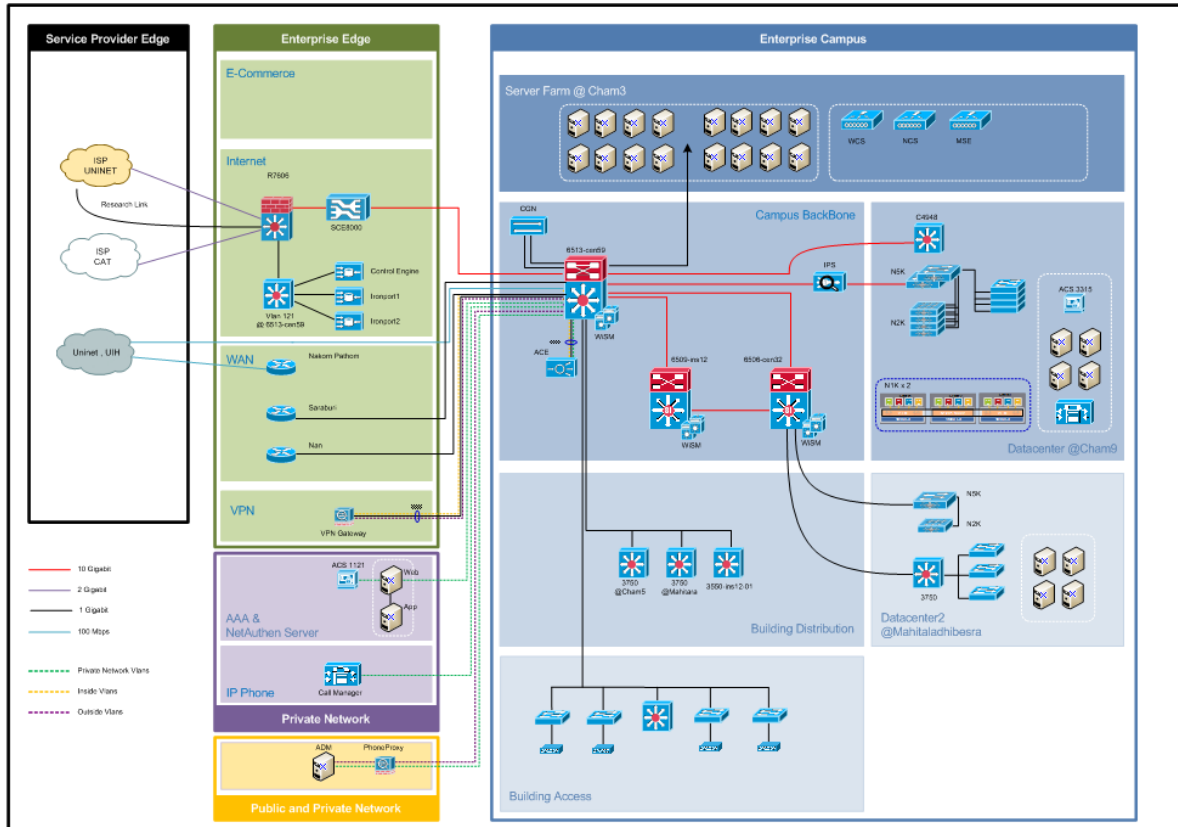 Service Provider Edge
ISP
UNINET
Research Link
ISP
CAT
Uninet , UIH
10 Gigabit
2 Gigabit
1 Gigabit
100 Mbps
Private Network Vlans
Inside Vlans
Outside Vlans
Enterprise Edge
E-Commerce
Internet
R7606
SCE8000
Control Engine
Ironport1
Ironport2
Vlan 121
@ 6513-cen59
WAN
Nakorn Pathom
Saraburi
Nan
VPN
VPN Gateway
ACS 1121
Web
App
AAA &
NetAuthen Server
IP Phone
Call Manager
Private Network
ADM
PhoneProxy
Public and Private Network
Enterprise Campus
Server Farm @ Cham3
WCS
NCS
MSE
Campus BackBone
CGN
6513-cen59
WiSM
ACE
IPS
6509-ins12
WiSM
6506-cen32
WiSM
C4948
N5K
N2K
ACS 3315
N1K x 2
Datacenter @Cham9
3750
@Cham5
3750
@Mahitara
3550-ins12-01
Building Distribution
N5K
N2K
3750
Datacenter2
@Mahitaladhibesra
Building Access